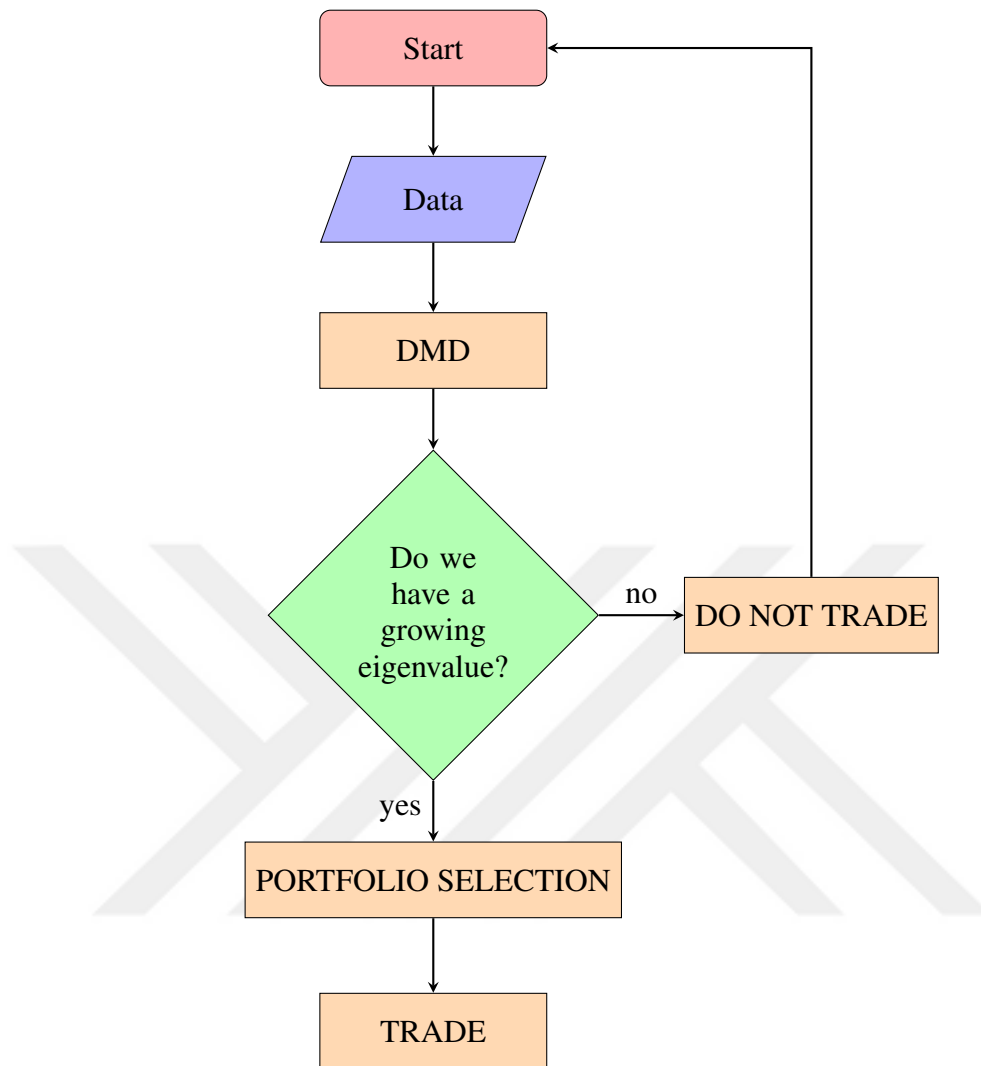 Start
Data
DMD
Do we
have a
growing
eigenvalue?
no
DO NOT TRADE
yes
PORTFOLIO SELECTION
TRADE